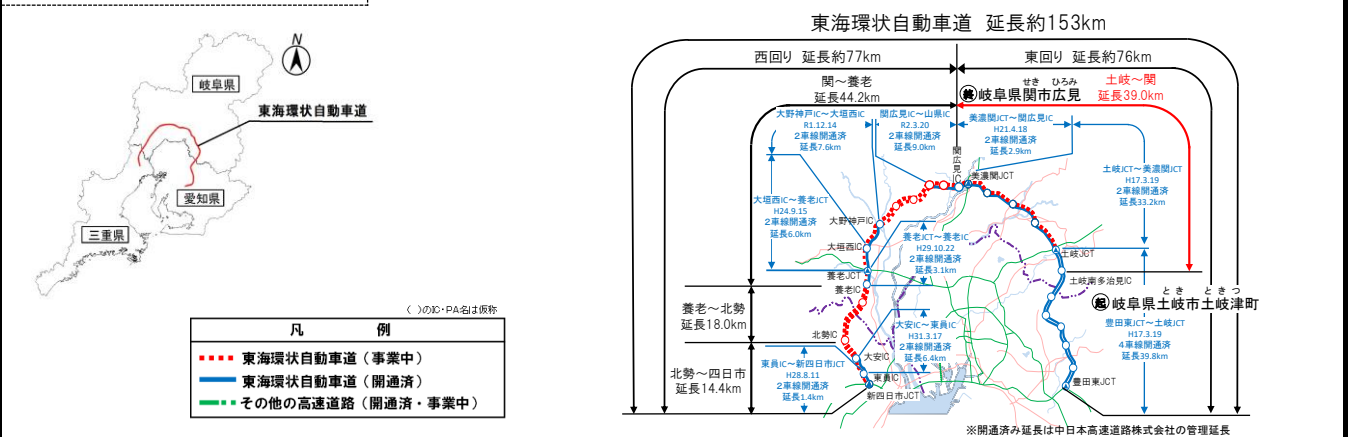 N
岐阜県
東海環状自動車道
愛知県
三重県
( )のIC・PA名は仮称
凡 例
東海環状自動車道（事業中）
東海環状自動車道（開通済）
その他の高速道路（開通済・事業中）
東海環状自動車道 延長約153km
西回り 延長約77km
東回り 延長約76km
関～養老
延長44.2km
せき ひろみ
終 岐阜県関市広見
土岐～関
延長39.0km
大野神戸IC～大垣西IC
R1.12.14
2車線開通済
延長7.6km
関広見IC～山県IC
R2.3.20
2車線開通済
延長9.0km
美濃関JCT～関広見IC
H21.4.18
2車線開通済
延長2.9km
関広見IC
美濃関JCT
土岐JCT～美濃関JCT
H17.3.19
2車線開通済
延長33.2km
大垣西IC～養老JCT
H24.9.15
2車線開通済
延長6.0km
大野神戸IC
大垣西IC
養老JCT～養老IC
H29.10.22
2車線開通済
延長3.1km
土岐JCT
養老JCT
土岐南多治見IC
養老IC
とき ときつ
起 岐阜県土岐市土岐津町
養老～北勢
延長18.0km
北勢IC
大安IC～東員IC
H31.3.17
2車線開通済
延長6.4km
豊田東JCT～土岐JCT
H17.3.19
4車線開通済
延長39.8km
大安IC
北勢～四日市
延長14.4km
東員IC～新四日市JCT
H28.8.11
2車線開通済
延長1.4km
東員IC
豊田東JCT
新四日市JCT
※開通済み延長は中日本高速道路株式会社の管理延長